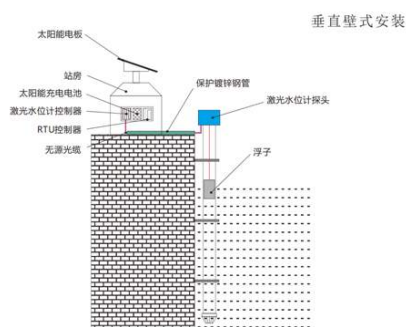 垂直壁式安装
太阳能电板
站房
太阳能充电电池
激光水位计控制器
RTU控制器
无源光缆
保护镀锌钢管
激光水位计探头
浮子